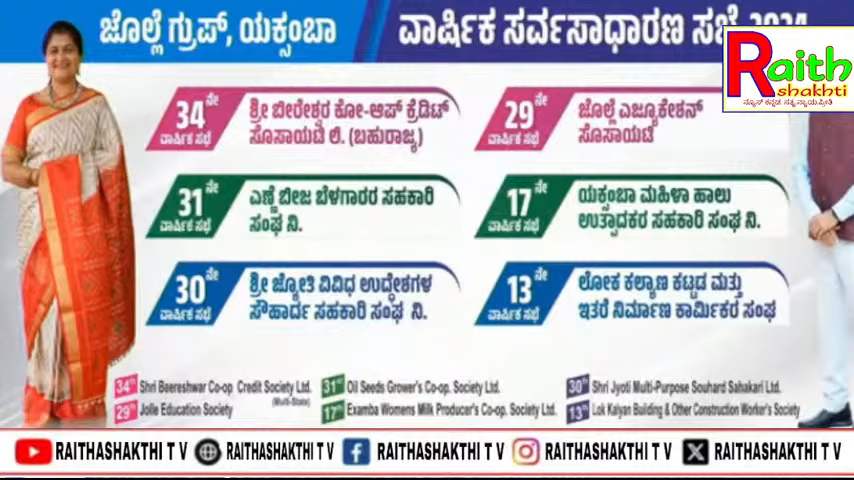 ಜೊಲ್ಲೆ ಗ್ರುಪ್, ಯಕ್ಸಂಬಾ
ವಾರ್ಷಿಕ ಸರ್ವಸಾಧಾರಣ ಸಭೆ 2024
Raith
shakhti
ನ್ಯೂಸ್ ಕನ್ನಡ ಸತ್ಯ ನ್ಯಾಯ ಪ್ರೀತಿ
34ನೇ ವಾರ್ಷಿಕ ಸಭೆ
ಶ್ರೀ ಬೀರೇಶ್ವರ ಕೋ-ಆಪ್ ಕ್ರೆಡಿಟ್
ಸೊಸಾಯಟಿ ಲಿ. (ಬಹುರಾಜ್ಯ)
29ನೇ ವಾರ್ಷಿಕ ಸಭೆ
ಜೊಲ್ಲೆ ಎಜ್ಯುಕೇಶನ್
ಸೊಸಾಯಟಿ
31ನೇ ವಾರ್ಷಿಕ ಸಭೆ
ಎಣ್ಣೆ ಬೀಜ ಬೆಳಗಾರರ ಸಹಕಾರಿ
ಸಂಘ ನಿ.
17ನೇ ವಾರ್ಷಿಕ ಸಭೆ
ಯಕ್ಸಂಬಾ ಮಹಿಳಾ ಹಾಲು
ಉತ್ಪಾದಕರ ಸಹಕಾರಿ ಸಂಘ ನಿ.
30ನೇ ವಾರ್ಷಿಕ ಸಭೆ
ಶ್ರೀ ಜ್ಯೋತಿ ವಿವಿಧ ಉದ್ದೇಶಗಳ
ಸೌಹಾರ್ದ ಸಹಕಾರಿ ಸಂಘ ನಿ.
13ನೇ ವಾರ್ಷಿಕ ಸಭೆ
ಲೋಕ ಕಲ್ಯಾಣ ಕಟ್ಟಡ ಮತ್ತು
ಇತರೆ ನಿರ್ಮಾಣ ಕಾರ್ಮಿಕರ ಸಂಘ
34th Shri Beereshwar Co-op Credit Society Ltd.
(Multi-State)
31st Oil Seeds Grower's Co-op. Society Ltd.
30th Shri Jyoti Multi-Purpose Souhard Sahakari Ltd.
29th Jolle Education Society
17th Examba Womens Milk Producer's Co-op. Society Ltd.
13th Lok Kalyan Building & Other Construction Worker's Society
RAITHASHAKTHI T V RAITHASHAKTHI T V RAITHASHAKTHI T V RAITHASHAKTHI T V RAITHASHAKTHI T V